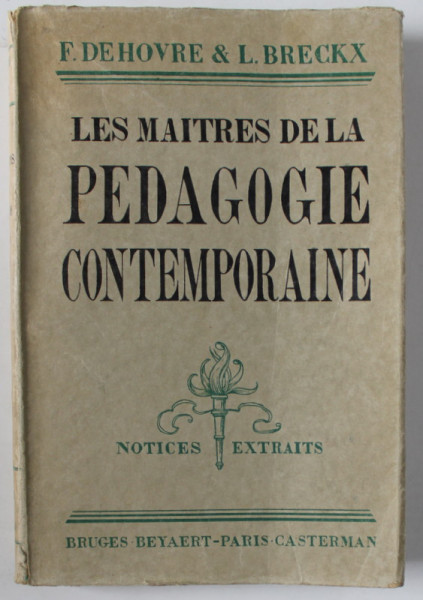 F. DE HOVRE & L. BRECKX
LES MAITRES DE LA
PEDAGOGIE
CONTEMPORAINE
NOTICES EXTRAITS
BRUGES-BEYAERT-PARIS-CASTERMAN